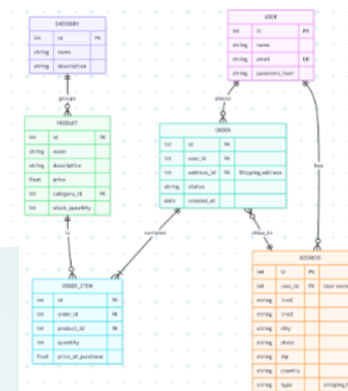 CATEGORY
int id PK
string name
string description
groups
PRODUCT
int id PK
string name
string description
float price
int category_id FK
int stock_quantity
is
ORDER_ITEM
int id PK
int order_id FK
int product_id FK
int quantity
float price_at_purchase
USER
int id PK
string name
string email UK
string password_hash
places
has
ORDER
int id PK
int user_id FK
int address_id FK Shipping address
string status
date created_at
contains
ships_to
ADDRESS
int id PK
int user_id FK User
string line1
string line2
string city
string state
string zip
string country
string type